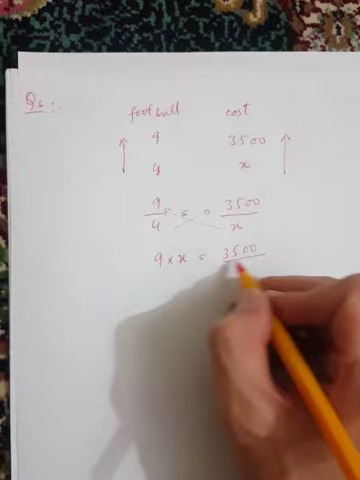 Q6 :-
football cost
9 3500
4 x
9/4 = 3500/x
9 × x = 3500